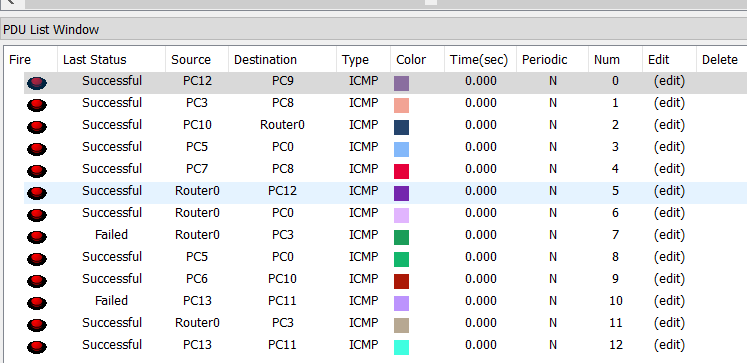 PDU List Window
Fire Last Status Source Destination Type Color Time(sec) Periodic Num Edit Delete
Successful PC12 PC9 ICMP 0.000 N 0 (edit)
Successful PC3 PC8 ICMP 0.000 N 1 (edit)
Successful PC10 Router0 ICMP 0.000 N 2 (edit)
Successful PC5 PC0 ICMP 0.000 N 3 (edit)
Successful PC7 PC8 ICMP 0.000 N 4 (edit)
Successful Router0 PC12 ICMP 0.000 N 5 (edit)
Successful Router0 PC0 ICMP 0.000 N 6 (edit)
Failed Router0 PC3 ICMP 0.000 N 7 (edit)
Successful PC5 PC0 ICMP 0.000 N 8 (edit)
Successful PC6 PC10 ICMP 0.000 N 9 (edit)
Failed PC13 PC11 ICMP 0.000 N 10 (edit)
Successful Router0 PC3 ICMP 0.000 N 11 (edit)
Successful PC13 PC11 ICMP 0.000 N 12 (edit)